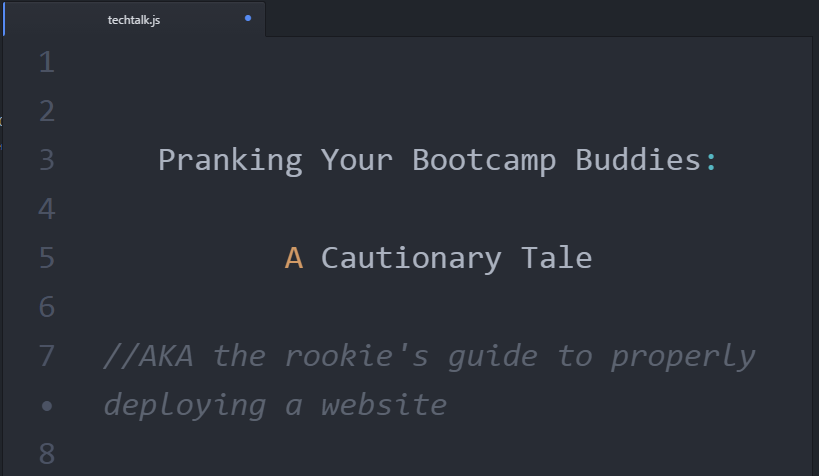 techtalk.js
1
2
3 Pranking Your Bootcamp Buddies:
4
5 A Cautionary Tale
6
7 //AKA the rookie's guide to properly
• deploying a website
8